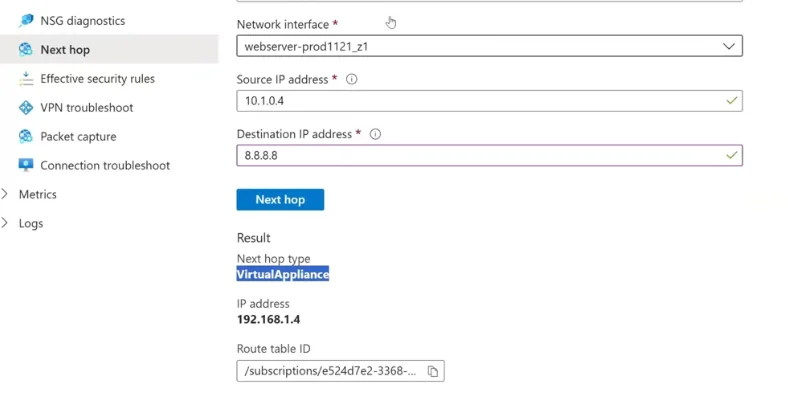 NSG diagnostics
Next hop
Effective security rules
VPN troubleshoot
Packet capture
Connection troubleshoot
Metrics
Logs
Network interface *
webserver-prod1121_z1
Source IP address *
10.1.0.4
Destination IP address *
8.8.8.8
Next hop
Result
Next hop type
VirtualAppliance
IP address
192.168.1.4
Route table ID
/subscriptions/e524d7e2-3368-...